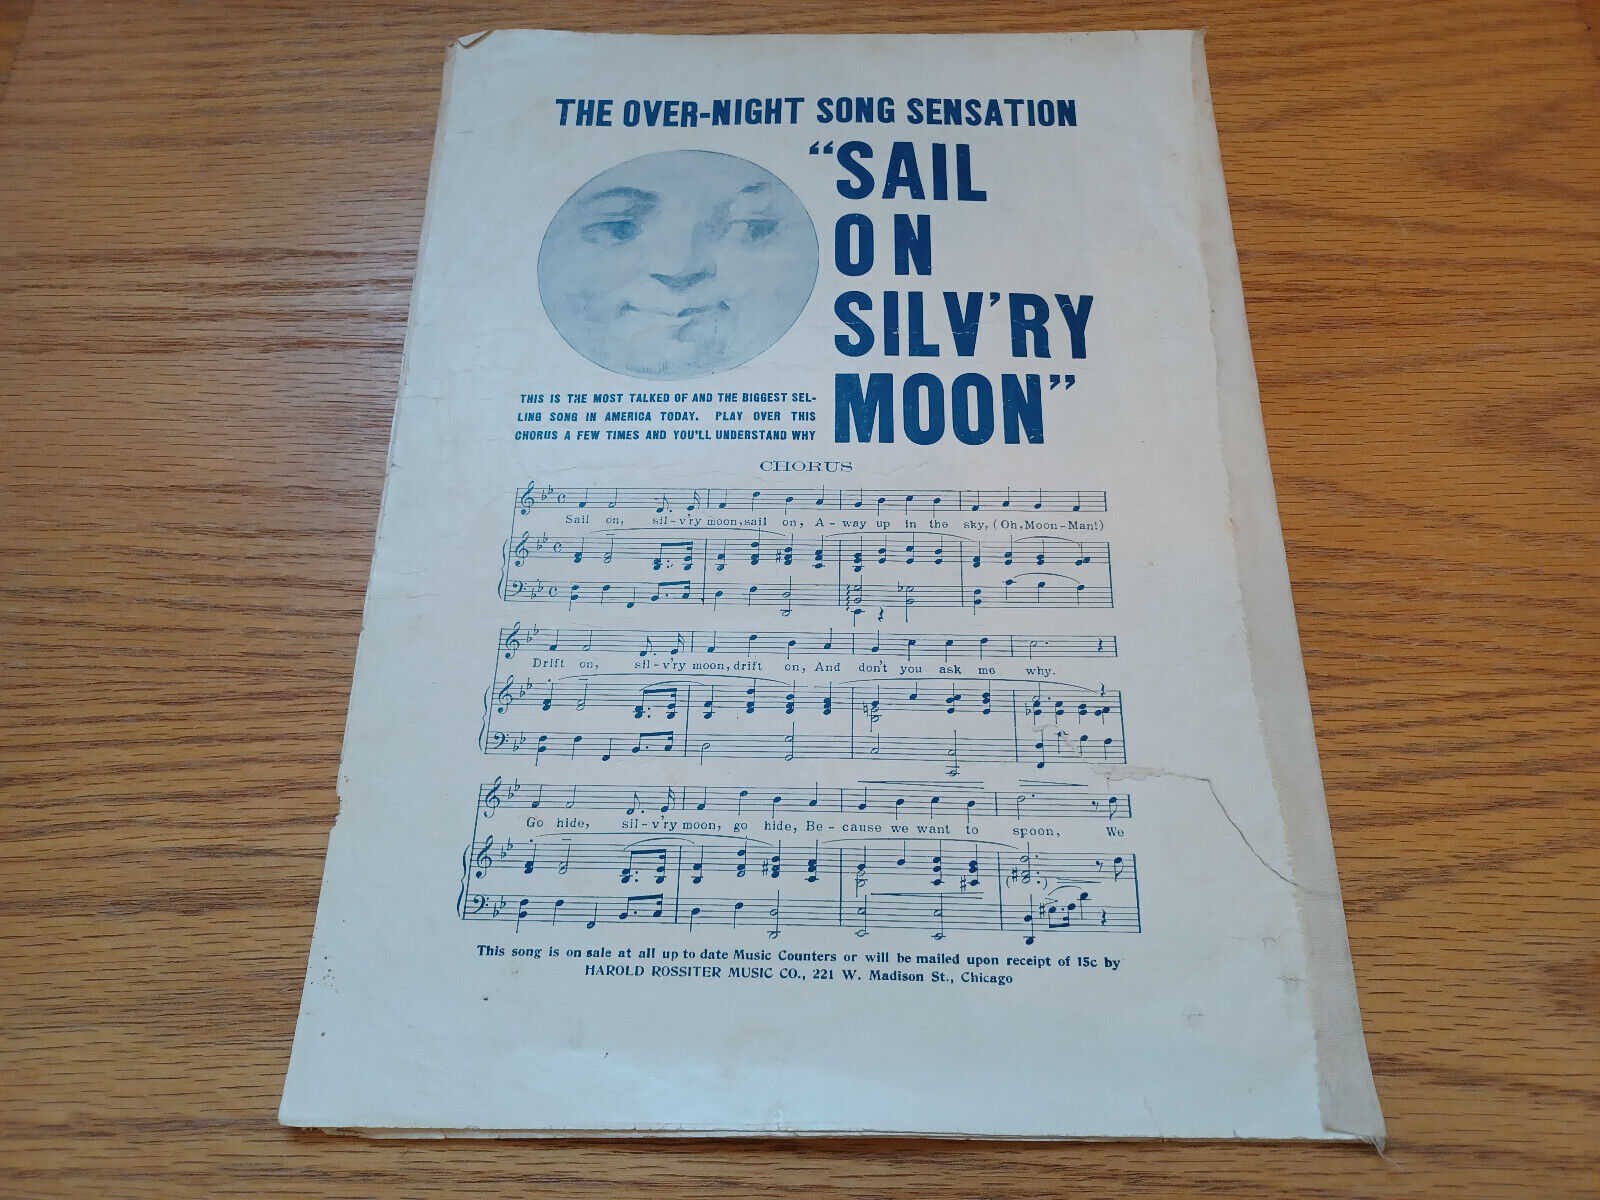 THE OVER-NIGHT SONG SENSATION
"SAIL
ON
SILV'RY
MOON"
THIS IS THE MOST TALKED OF AND THE BIGGEST SEL-
LING SONG IN AMERICA TODAY. PLAY OVER THIS
CHORUS A FEW TIMES AND YOU'LL UNDERSTAND WHY
CHORUS
Sail on, sil-v'ry moon, sail on, A-way up in the sky, (Oh, Moon-Man!)
Drift on, sil-v'ry moon, drift on, And don't you ask me why.
Go hide, sil-v'ry moon, go hide, Be-cause we want to spoon, We
This song is on sale at all up to date Music Counters or will be mailed upon receipt of 15c by
HAROLD ROSSITER MUSIC CO., 221 W. Madison St., Chicago